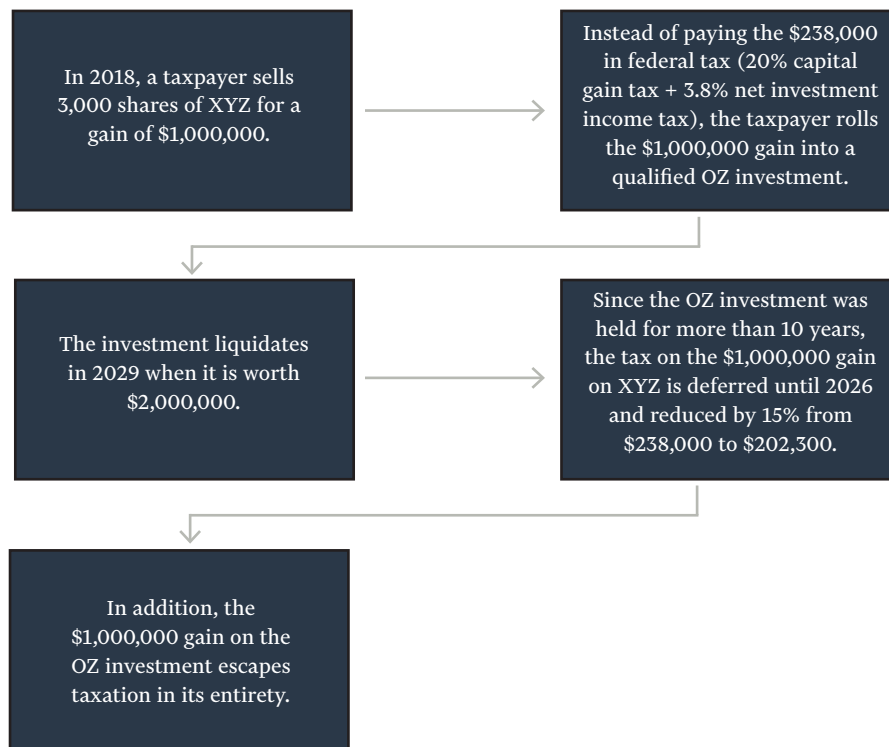 In 2018, a taxpayer sells
3,000 shares of XYZ for a
gain of $1,000,000.
Instead of paying the $238,000
in federal tax (20% capital
gain tax + 3.8% net investment
income tax), the taxpayer rolls
the $1,000,000 gain into a
qualified OZ investment.
The investment liquidates
in 2029 when it is worth
$2,000,000.
Since the OZ investment was
held for more than 10 years,
the tax on the $1,000,000 gain
on XYZ is deferred until 2026
and reduced by 15% from
$238,000 to $202,300.
In addition, the
$1,000,000 gain on the
OZ investment escapes
taxation in its entirety.